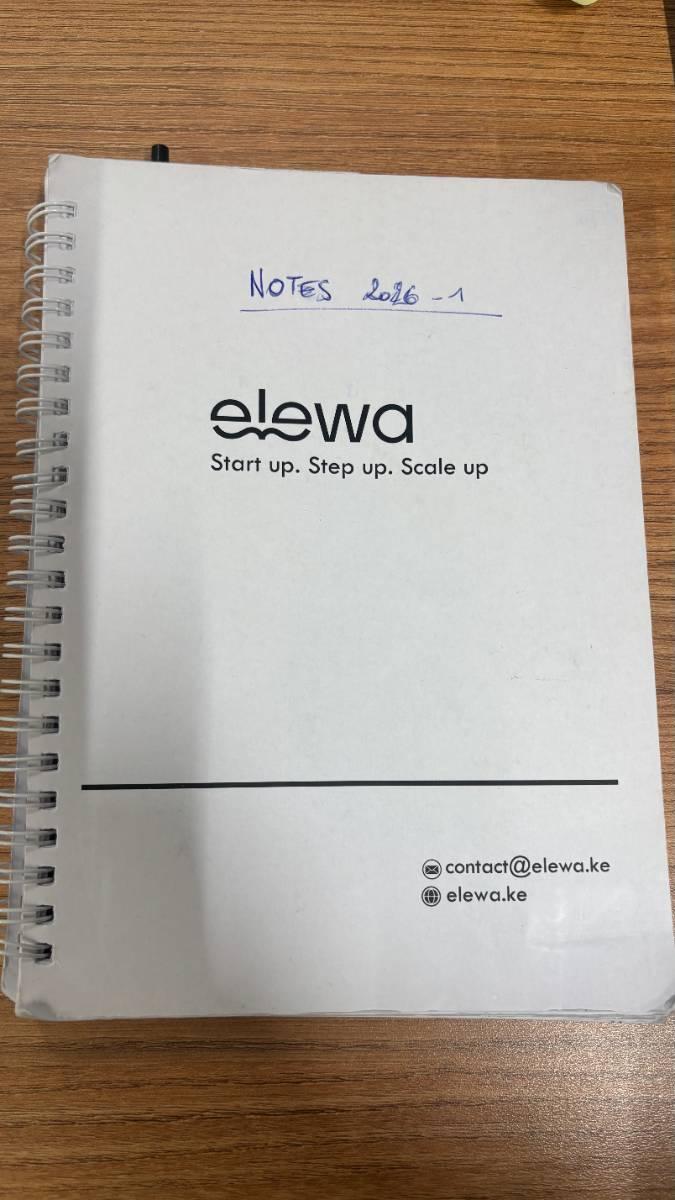 NOTES 2026-1
elewa
Start up. Step up. Scale up
contact@elewa.ke
elewa.ke